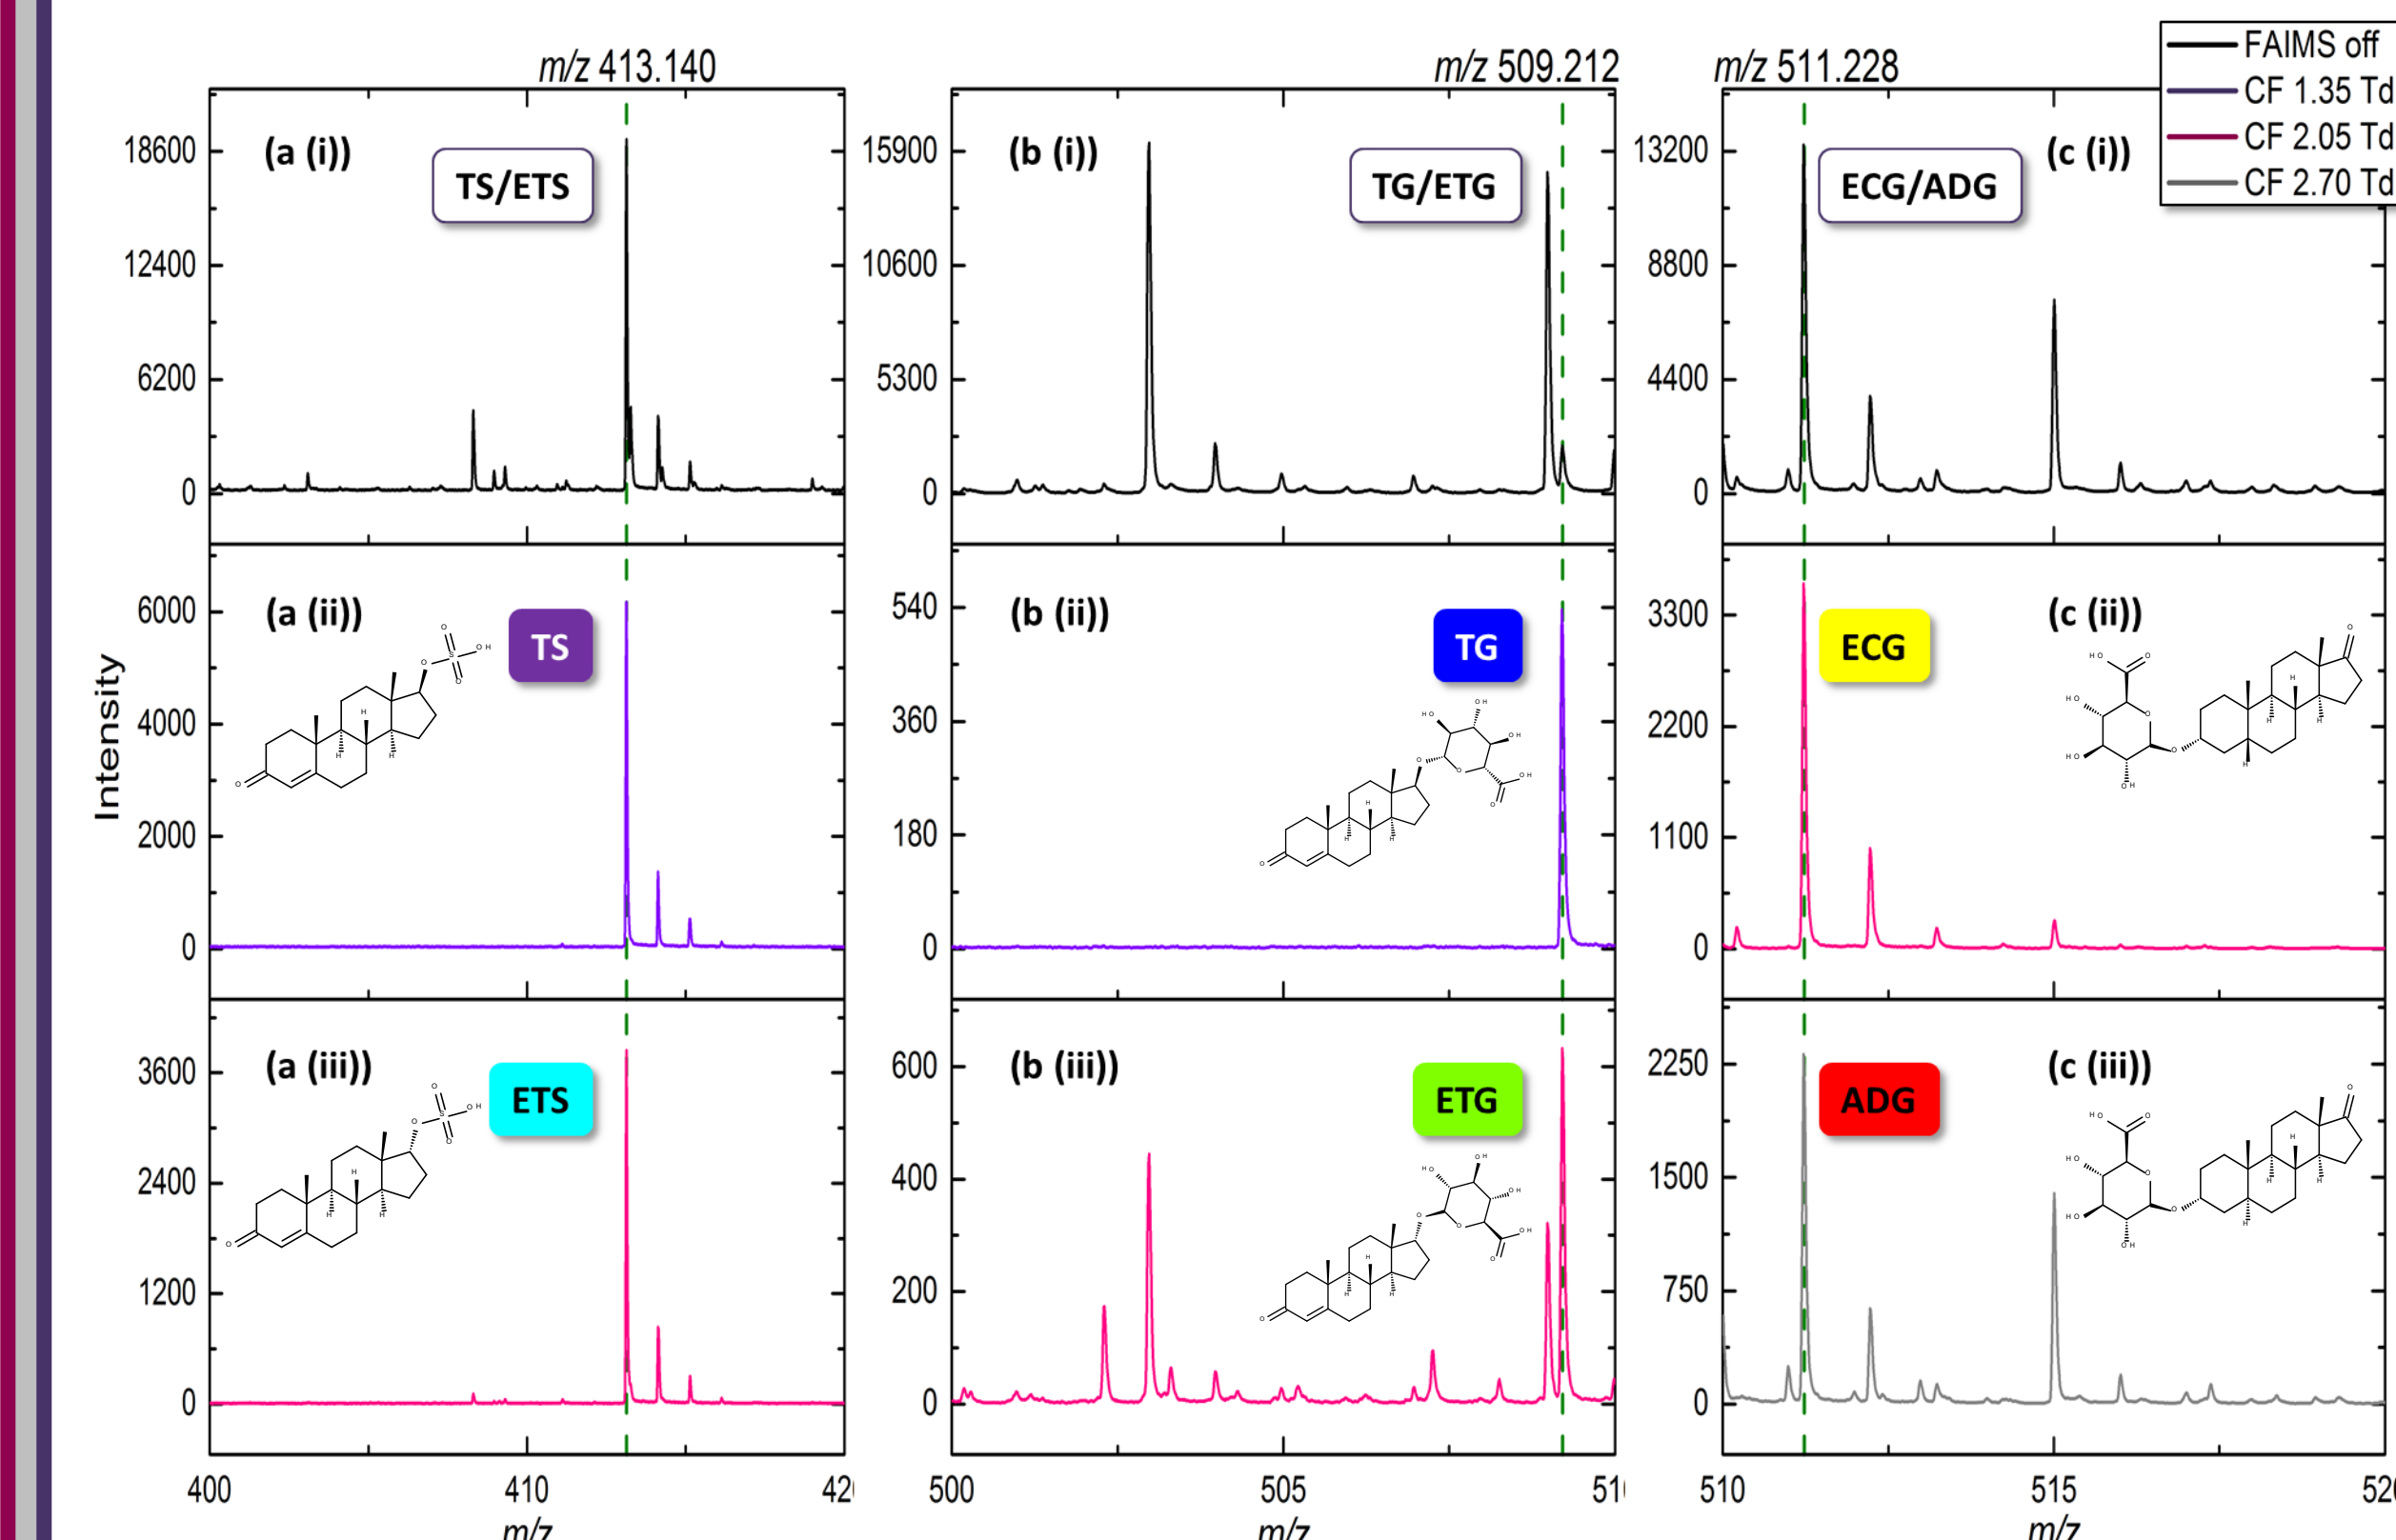 m/z 413.140
m/z 509.212
m/z 511.228
FAIMS off
CF 1.35 Td
CF 2.05 Td
CF 2.70 Td
(a (i))
TS/ETS
18600
12400
6200
0
(b (i))
TG/ETG
15900
10600
5300
0
(c (i))
ECG/ADG
13200
8800
4400
0
Intensity
(a (ii))
TS
6000
4000
2000
0
O
S
O H
O
O
H
H
H
O
(b (ii))
TG
540
360
180
0
O H
H O
O H
O
O
O H
O
H
H
H
O
(c (ii))
ECG
3300
2200
1100
0
H O
O
O
H O
O
H O
O H
O
H
H
H
H
(a (iii))
ETS
3600
2400
1200
0
O
S
O H
O
O
H
H
H
O
(b (iii))
ETG
600
400
200
0
O H
H O
O H
O
O
O H
O
H
H
H
O
(c (iii))
ADG
2250
1500
750
0
H O
O
O
H O
O
H O
O H
O
H
H
H
H
400
410
m/z
500
505
m/z
510
515
m/z